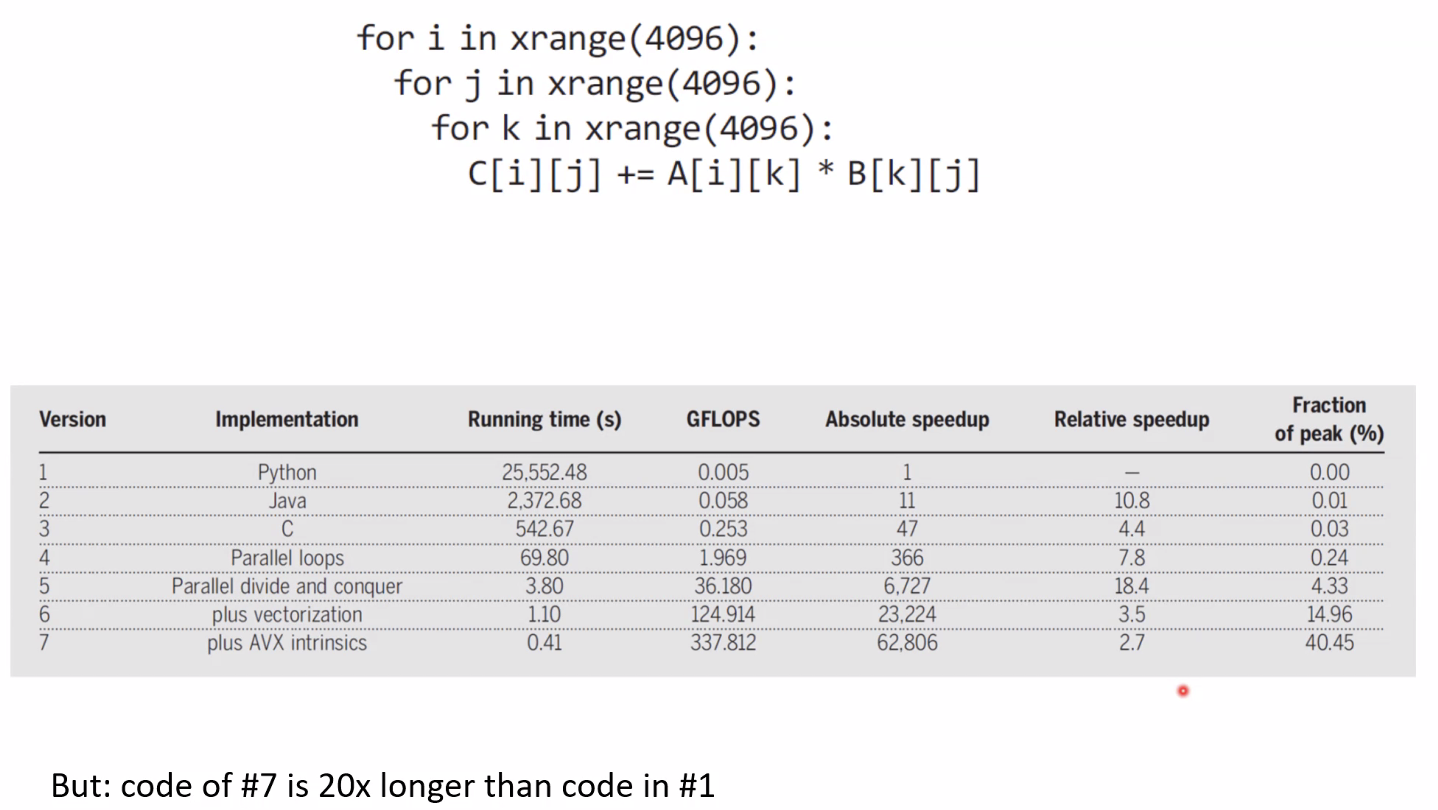 for i in xrange(4096):
for j in xrange(4096):
for k in xrange(4096):
C[i][j] += A[i][k] * B[k][j]
Version Implementation Running time (s) GFLOPS Absolute speedup Relative speedup Fraction of peak (%)
1 Python 25,552.48 0.005 1 — 0.00
2 Java 2,372.68 0.058 11 10.8 0.01
3 C 542.67 0.253 47 4.4 0.03
4 Parallel loops 69.80 1.969 366 7.8 0.24
5 Parallel divide and conquer 3.80 36.180 6,727 18.4 4.33
6 plus vectorization 1.10 124.914 23,224 3.5 14.96
7 plus AVX intrinsics 0.41 337.812 62,806 2.7 40.45
But: code of #7 is 20x longer than code in #1